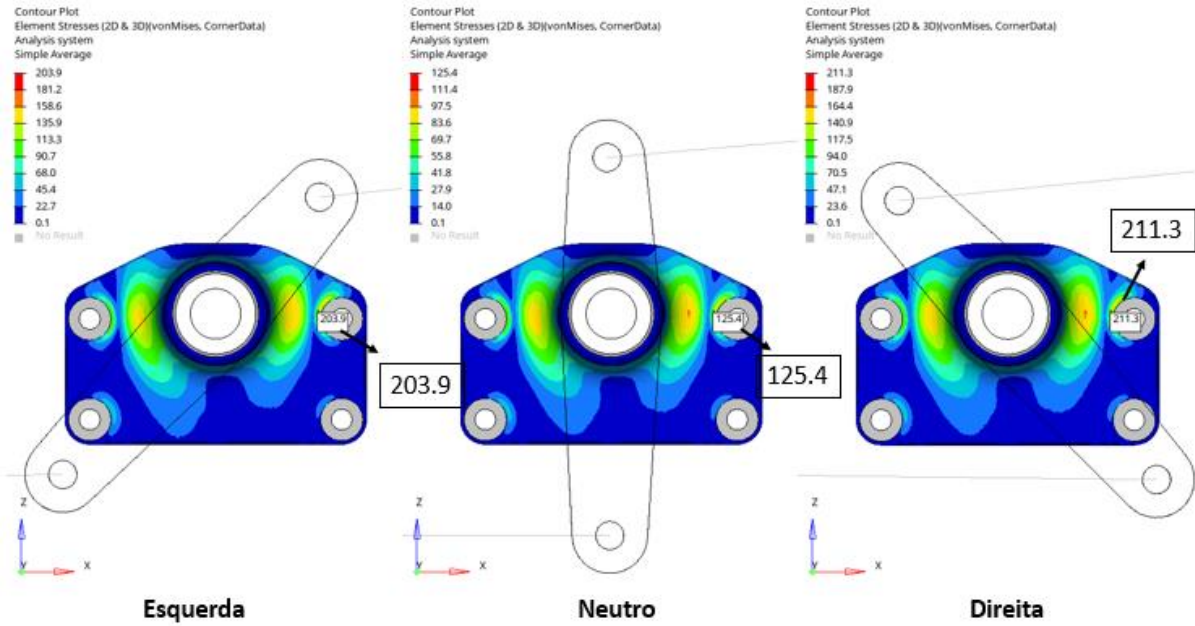 Contour Plot
Element Stresses (2D & 3D)(vonMises, CornerData)
Analysis system
Simple Average
203.9
181.2
158.6
135.9
113.3
90.7
68.0
45.4
22.7
0.1
No Result
203.9
203.9
Z
Y
X
Esquerda
Contour Plot
Element Stresses (2D & 3D)(vonMises, CornerData)
Analysis system
Simple Average
125.4
111.4
97.5
83.6
69.7
55.8
41.8
27.9
14.0
0.1
No Result
125.4
125.4
Z
Y
X
Neutro
Contour Plot
Element Stresses (2D & 3D)(vonMises, CornerData)
Analysis system
Simple Average
211.3
187.9
164.4
140.9
117.5
94.0
70.5
47.1
23.6
0.1
No Result
211.3
211.3
Z
Y
X
Direita